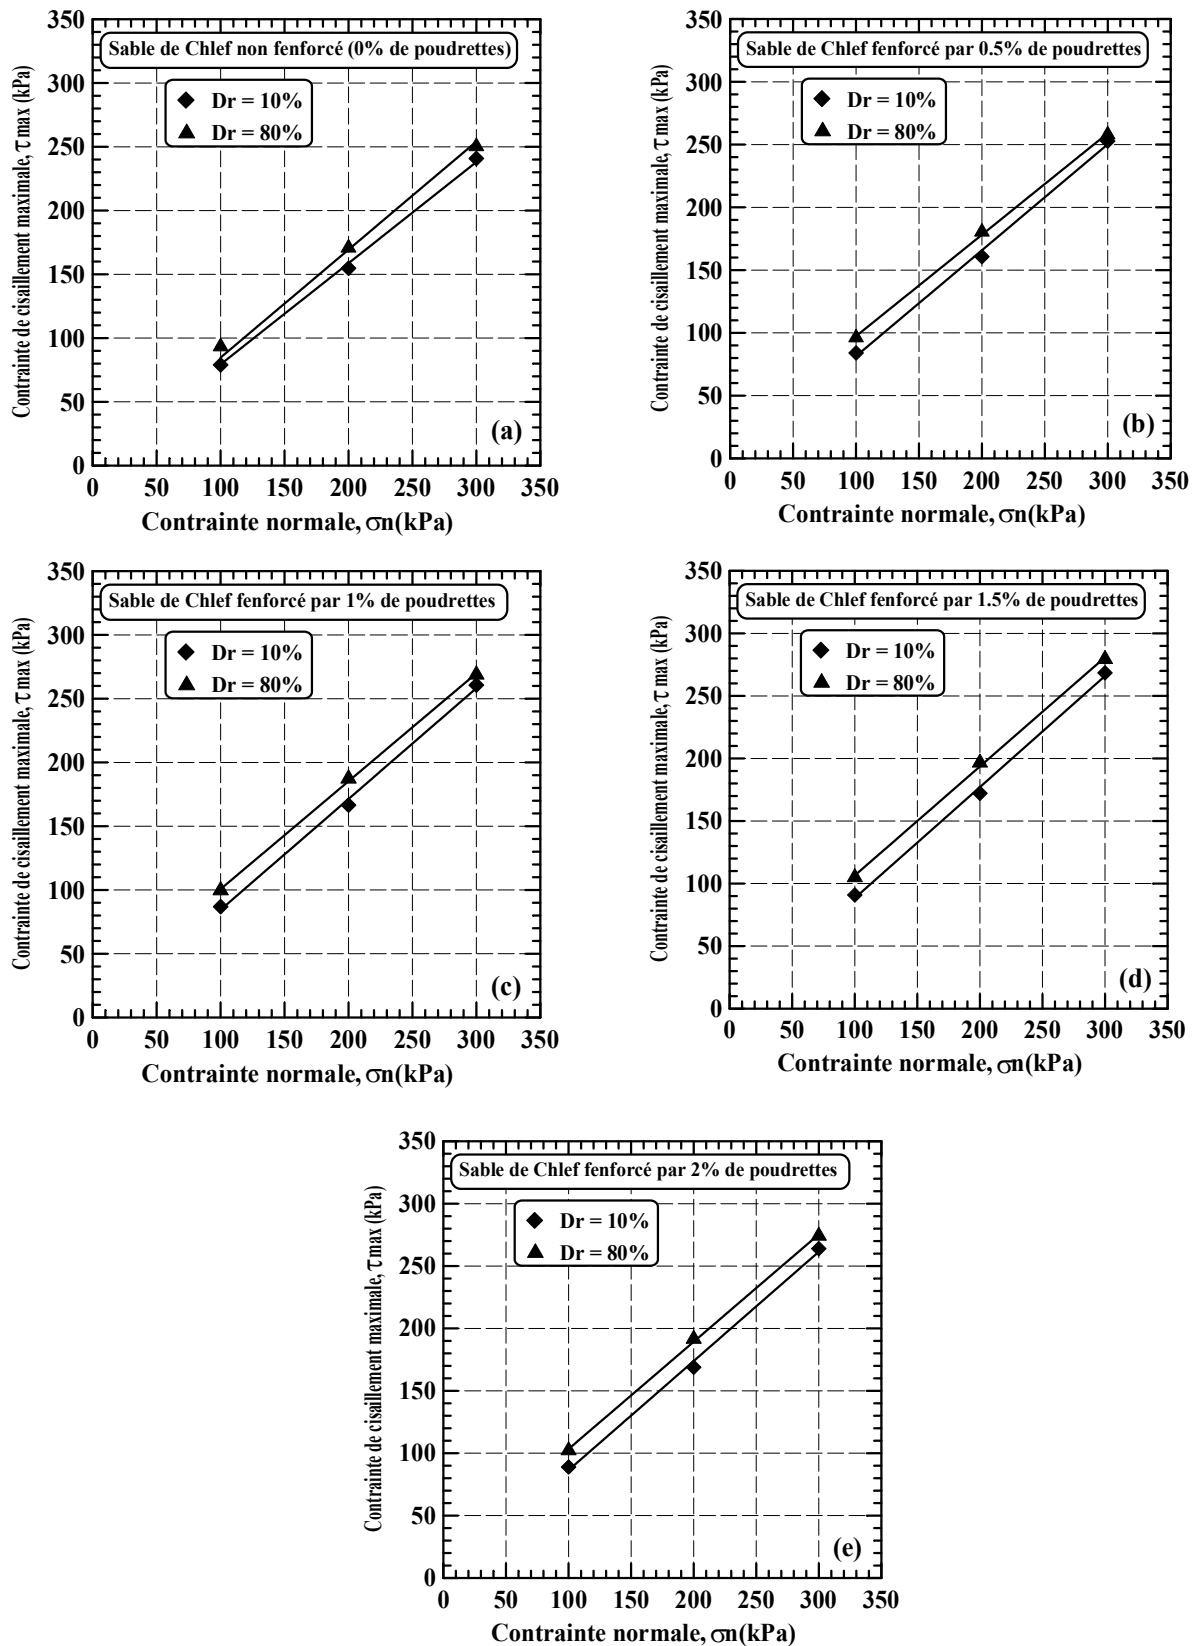 Sable de Chlef non fenforcé (0% de poudrettes)
Dr = 10%
Dr = 80%
Contrainte de cisaillement maximale, τ max (kPa)
350
300
250
200
150
100
50
0
(a)
0 50 100 150 200 250 300 350
Contrainte normale, σn(kPa)
Sable de Chlef fenforcé par 0.5% de poudrettes
Dr = 10%
Dr = 80%
Contrainte de cisaillement maximale, τ max (kPa)
350
300
250
200
150
100
50
0
(b)
0 50 100 150 200 250 300 350
Contrainte normale, σn(kPa)
Sable de Chlef fenforcé par 1% de poudrettes
Dr = 10%
Dr = 80%
Contrainte de cisaillement maximale, τ max (kPa)
350
300
250
200
150
100
50
0
(c)
0 50 100 150 200 250 300 350
Contrainte normale, σn(kPa)
Sable de Chlef fenforcé par 1.5% de poudrettes
Dr = 10%
Dr = 80%
Contrainte de cisaillement maximale, τ max (kPa)
350
300
250
200
150
100
50
0
(d)
0 50 100 150 200 250 300 350
Contrainte normale, σn(kPa)
Sable de Chlef fenforcé par 2% de poudrettes
Dr = 10%
Dr = 80%
Contrainte de cisaillement maximale, τ max (kPa)
350
300
250
200
150
100
50
0
(e)
0 50 100 150 200 250 300 350
Contrainte normale, σn(kPa)